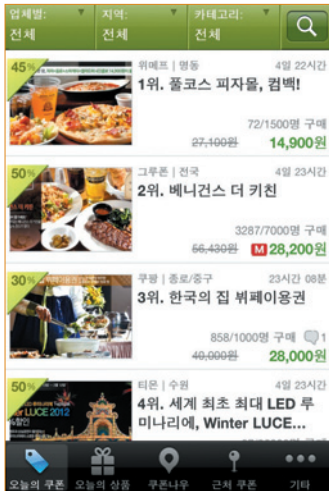 업체별: 지역: 카테고리:
전체 전체 전체
45%
위메프 | 명동 4일 22시간
1위. 풀코스 피자몰, 컴백!
72/1500명 구매
27,100원 14,900원
50%
그루폰 | 전국 4일 23시간
2위. 베니건스 더 키친
3287/7000명 구매
56,430원 M 28,200원
30%
쿠팡 | 종로/중구 23시간 08분
3위. 한국의 집 뷔페이용권
858/1000명 구매 1
40,000원 28,000원
50%
티몬 | 수원 4일 23시간
4위. 세계 최초 최대 LED 루
미나리에, Winter LUCE...
er LUCE 2012
&할인
오늘의 쿠폰 오늘의 상품 쿠폰나우 근처 쿠폰 기타